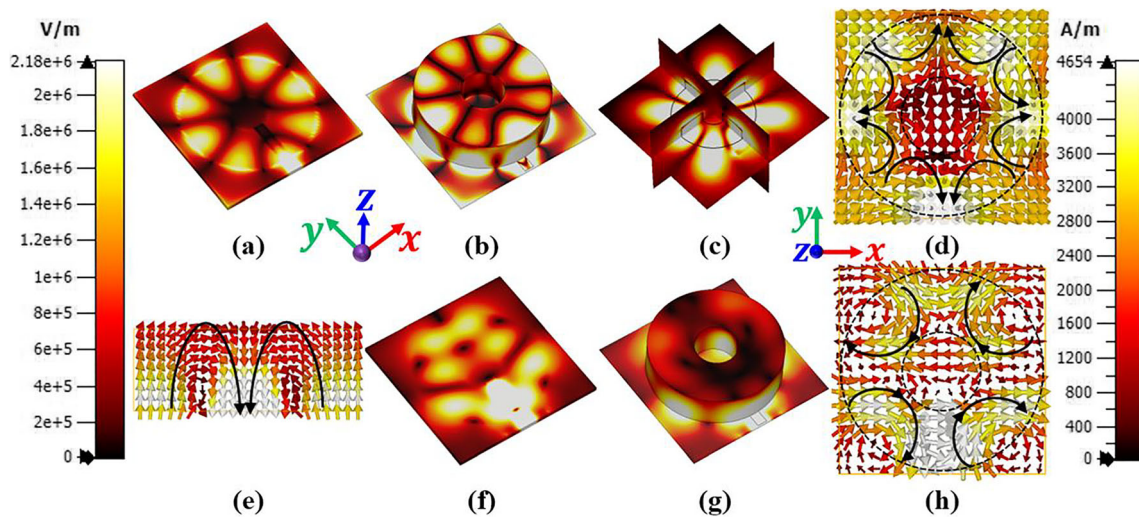 V/m
2.18e+6
2e+6
1.8e+6
1.6e+6
1.4e+6
1.2e+6
1e+6
8e+5
6e+5
4e+5
2e+5
0
(a)
z
y
x
(b)
(c)
y
z
x
(d)
A/m
4654
4000
3600
3200
2800
2400
2000
1600
1200
800
400
0
(e)
(f)
(g)
(h)